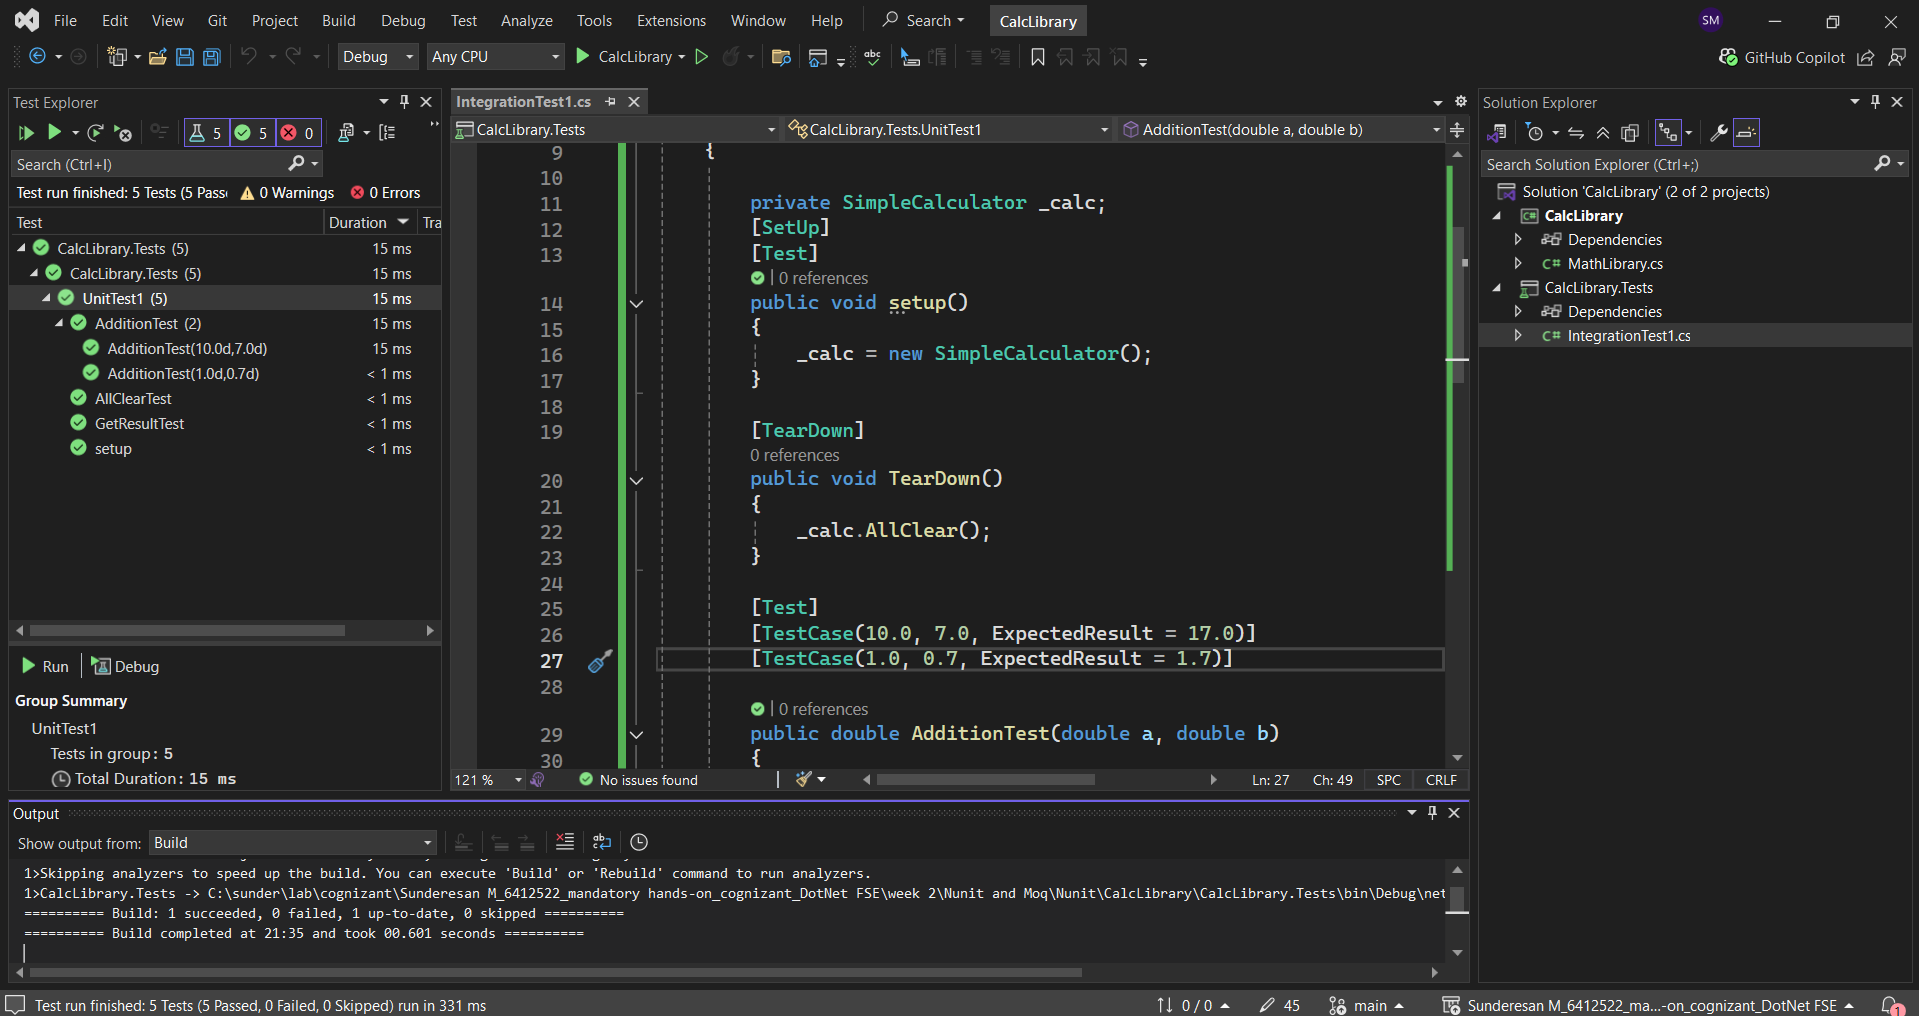 File Edit View Git Project Build Debug Test Analyze Tools Extensions Window Help Search CalcLibrary SM
Debug Any CPU CalcLibrary abc GitHub Copilot
Test Explorer
5 5 0
Search (Ctrl+I)
Test run finished: 5 Tests (5 Passe 0 Warnings 0 Errors
Test Duration Tra
CalcLibrary.Tests (5) 15 ms
CalcLibrary.Tests (5) 15 ms
UnitTest1 (5) 15 ms
AdditionTest (2) 15 ms
AdditionTest(10.0d,7.0d) 15 ms
AdditionTest(1.0d,0.7d) < 1 ms
AllClearTest < 1 ms
GetResultTest < 1 ms
setup < 1 ms
Run Debug
Group Summary
UnitTest1
Tests in group: 5
Total Duration: 15 ms
IntegrationTest1.cs
CalcLibrary.Tests CalcLibrary.Tests.UnitTest1 AdditionTest(double a, double b)
9 {
10
11 private SimpleCalculator _calc;
12 [SetUp]
13 [Test]
0 references
14 public void setup()
15 {
16 _calc = new SimpleCalculator();
17 }
18
19 [TearDown]
0 references
20 public void TearDown()
21 {
22 _calc.AllClear();
23 }
24
25 [Test]
26 [TestCase(10.0, 7.0, ExpectedResult = 17.0)]
27 [TestCase(1.0, 0.7, ExpectedResult = 1.7)]
28
0 references
29 public double AdditionTest(double a, double b)
30 {
121 % No issues found Ln: 27 Ch: 49 SPC CRLF
Solution Explorer
Search Solution Explorer (Ctrl+;)
Solution 'CalcLibrary' (2 of 2 projects)
C# CalcLibrary
Dependencies
C# MathLibrary.cs
CalcLibrary.Tests
Dependencies
C# IntegrationTest1.cs
Output
Show output from: Build
1>Skipping analyzers to speed up the build. You can execute 'Build' or 'Rebuild' command to run analyzers.
1>CalcLibrary.Tests -> C:\sunder\lab\cognizant\Sunderesan M_6412522_mandatory hands-on_cognizant_DotNet FSE\week 2\Nunit and Moq\Nunit\CalcLibrary\CalcLibrary.Tests\bin\Debug\net
========== Build: 1 succeeded, 0 failed, 1 up-to-date, 0 skipped ==========
========== Build completed at 21:35 and took 00.601 seconds ==========
Test run finished: 5 Tests (5 Passed, 0 Failed, 0 Skipped) run in 331 ms 0 / 0 45 main Sunderesan M_6412522_ma...-on_cognizant_DotNet FSE 1